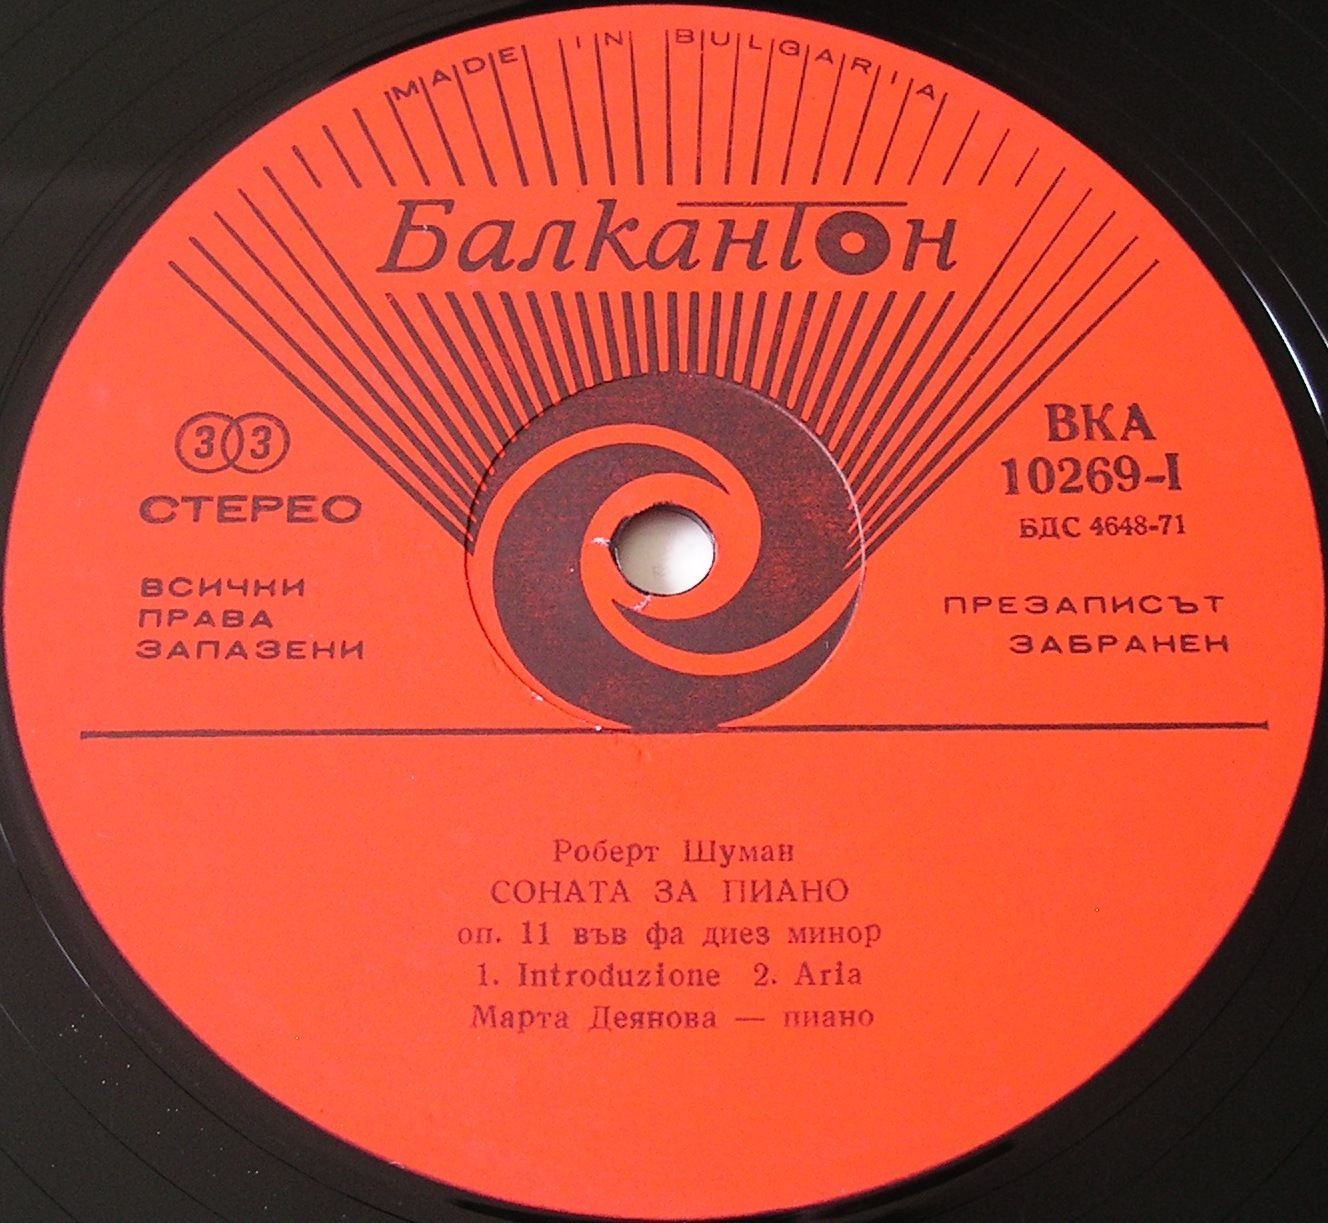 MADE IN BULGARIA
Балкантон
33
СТЕРЕО
ВСИЧКИ
ПРАВА
ЗАПАЗЕНИ
ВКА
10269-I
БДС 4648-71
ПРЕЗАПИСЪТ
ЗАБРАНЕН
Роберт Шуман
СОНАТА ЗА ПИАНО
оп. 11 във фа диез минор
1. Introduzione 2. Aria
Марта Деянова — пиано